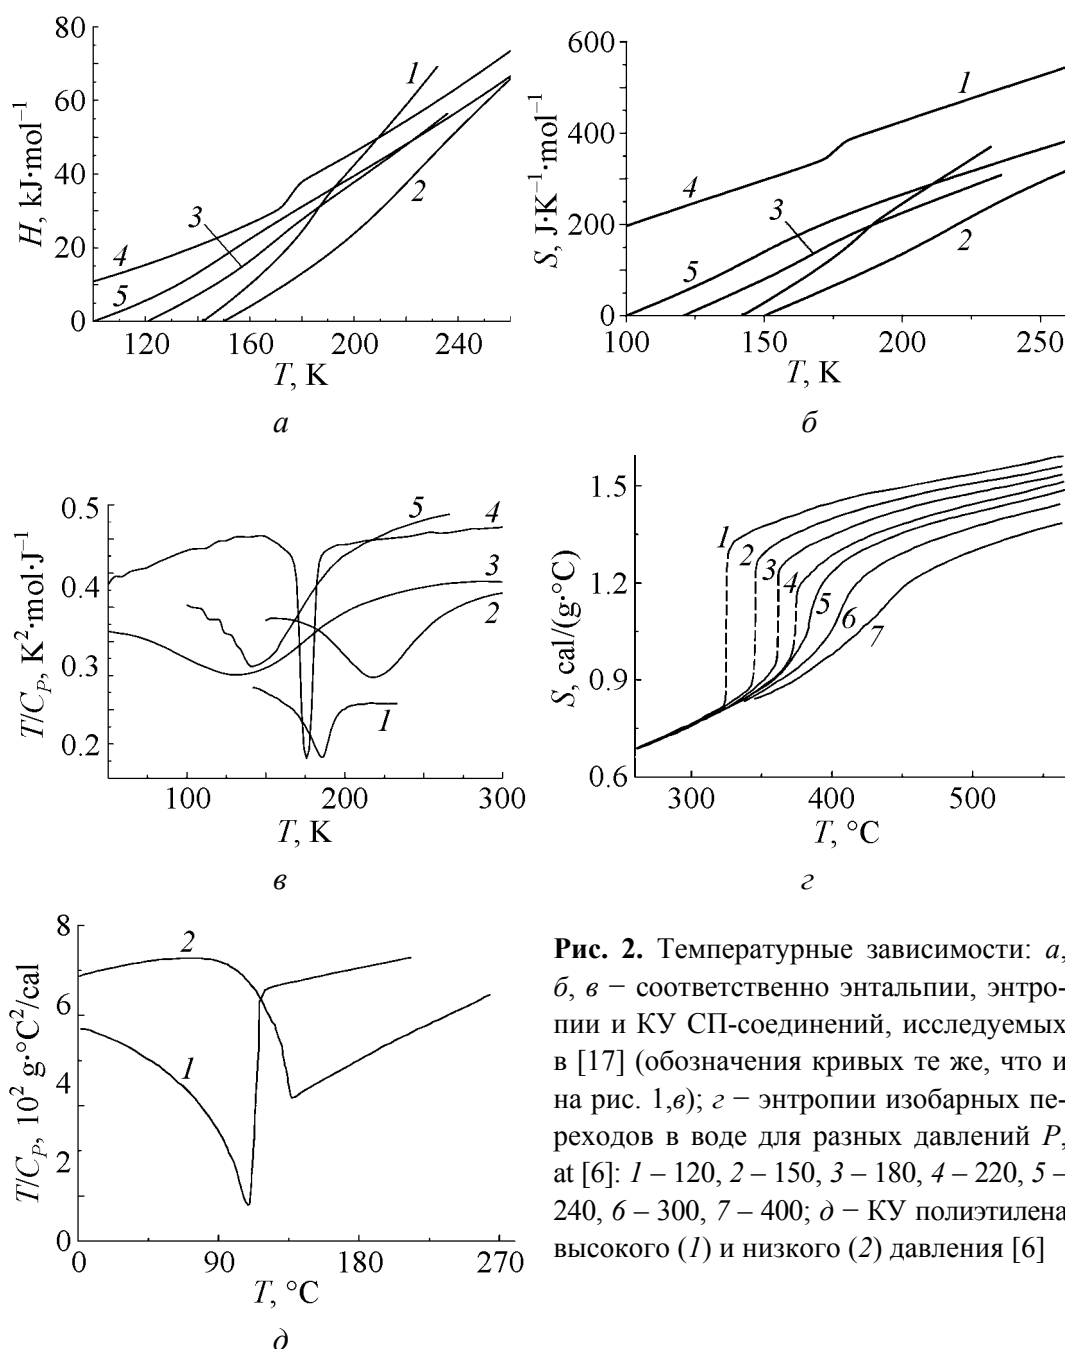 80
60
40
20
0
H, kJ·mol⁻¹
1
2
3
4
5
120 160 200 240
T, K
а
600
400
200
0
S, J·K⁻¹·mol⁻¹
1
2
3
4
5
100 150 200 250
T, K
б
0.5
0.4
0.3
0.2
T/C_P, K²·mol·J⁻¹
5
4
3
2
1
100 200 300
T, K
в
1.5
1.2
0.9
0.6
S, cal/(g·°C)
1
2
3
4
5
6
7
300 400 500
T, °C
г
8
6
4
2
0
T/C_P, 10² g·°C²/cal
2
1
0 90 180 270
T, °C
д
Рис. 2. Температурные зависимости: а,
б, в − соответственно энтальпии, энтро-
пии и КУ СП-соединений, исследуемых
в [17] (обозначения кривых те же, что и
на рис. 1,в); г − энтропии изобарных пе-
реходов в воде для разных давлений P,
at [6]: 1 – 120, 2 – 150, 3 – 180, 4 – 220, 5 –
240, 6 – 300, 7 – 400; д − КУ полиэтилена
высокого (1) и низкого (2) давления [6]